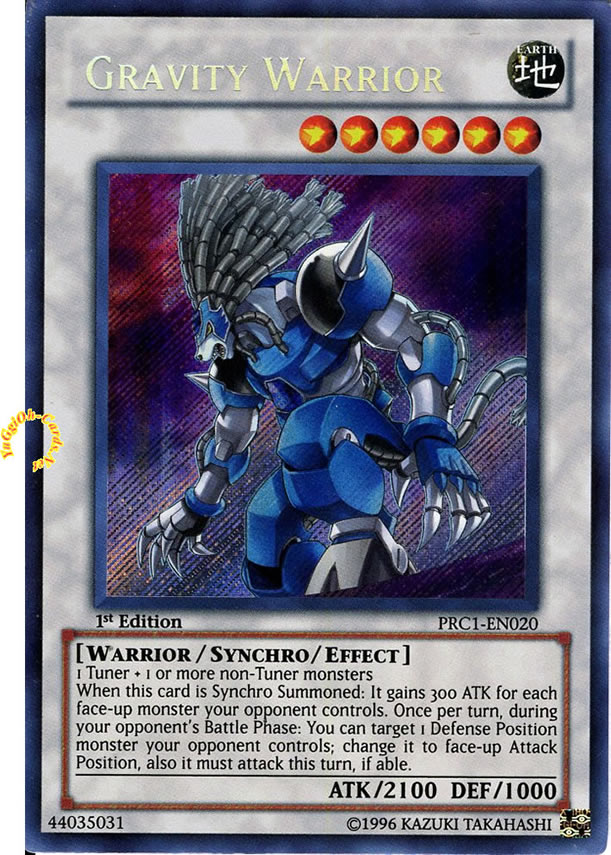 GRAVITY WARRIOR
EARTH
地
YuGgiOh-Cards.Net
1st Edition
PRC1-EN020
[WARRIOR/SYNCHRO/EFFECT]
1 Tuner + 1 or more non-Tuner monsters
When this card is Synchro Summoned: It gains 300 ATK for each
face-up monster your opponent controls. Once per turn, during
your opponent's Battle Phase: You can target 1 Defense Position
monster your opponent controls; change it to face-up Attack
Position, also it must attack this turn, if able.
ATK/2100 DEF/1000
44035031
©1996 KAZUKI TAKAHASHI